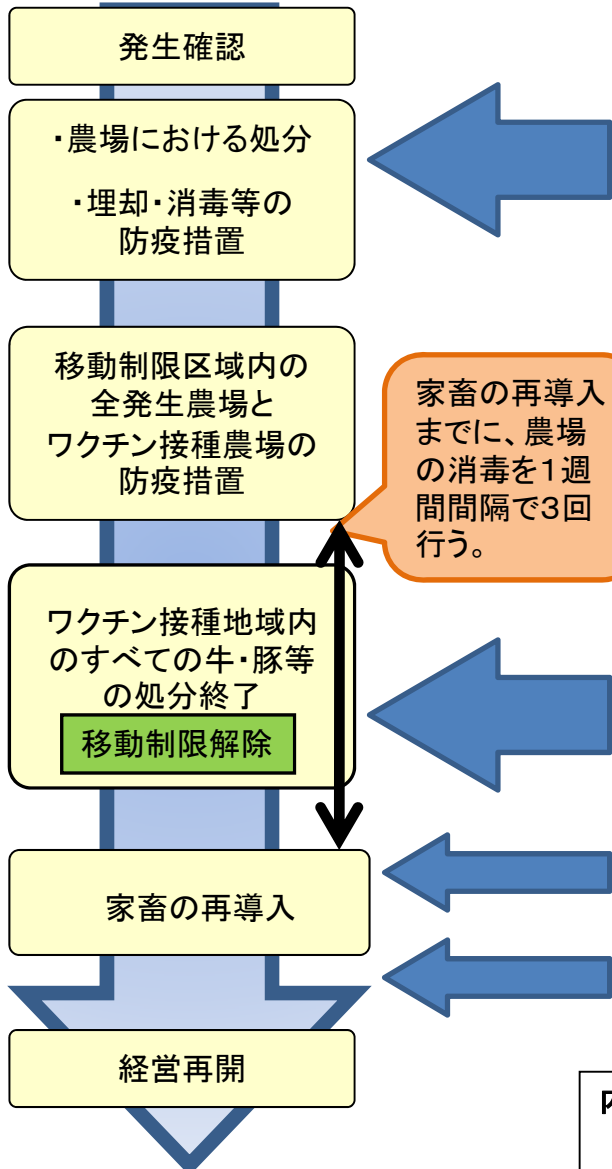 発生確認
・農場における処分
・埋却・消毒等の
防疫措置
移動制限区域内の
全発生農場と
ワクチン接種農場の
防疫措置
家畜の再導入
までに、農場
の消毒を1週
間間隔で3回
行う。
ワクチン接種地域内
のすべての牛・豚等
の処分終了
移動制限解除
家畜の再導入
経営再開